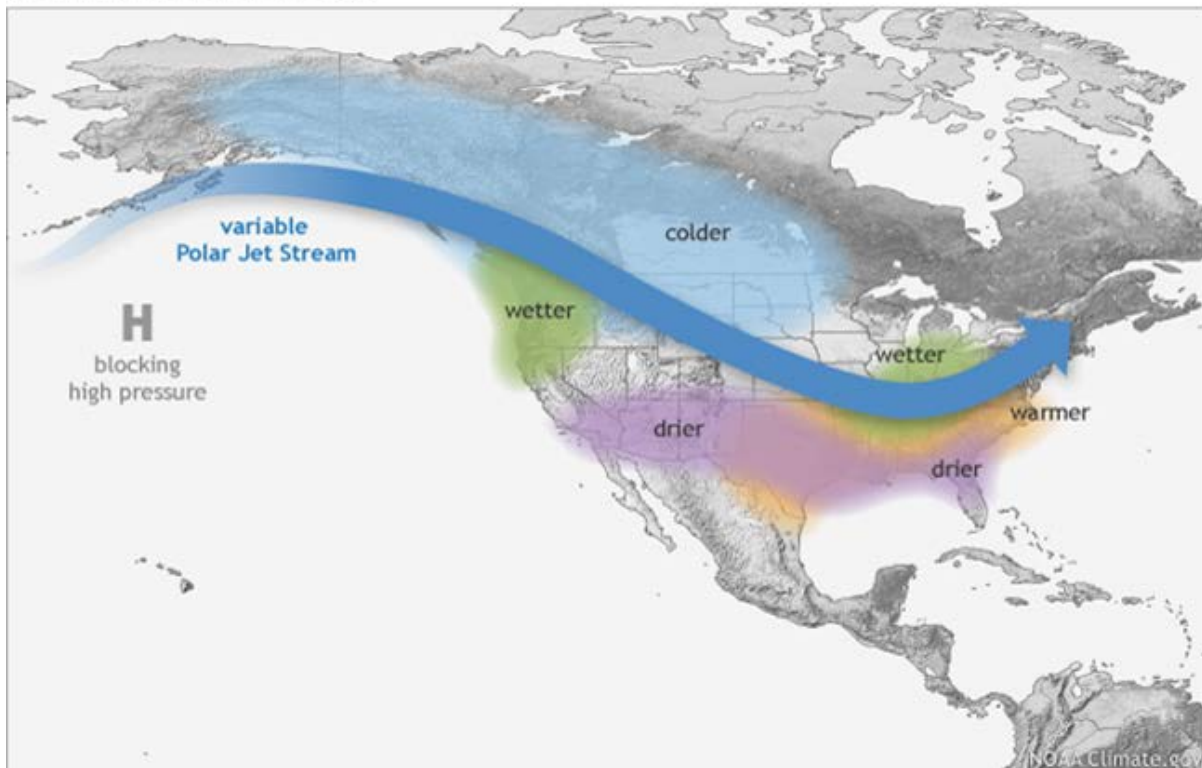 variable
Polar Jet Stream
colder
H
blocking
high pressure
wetter
wetter
warmer
drier
drier
NOAA Climate.gov